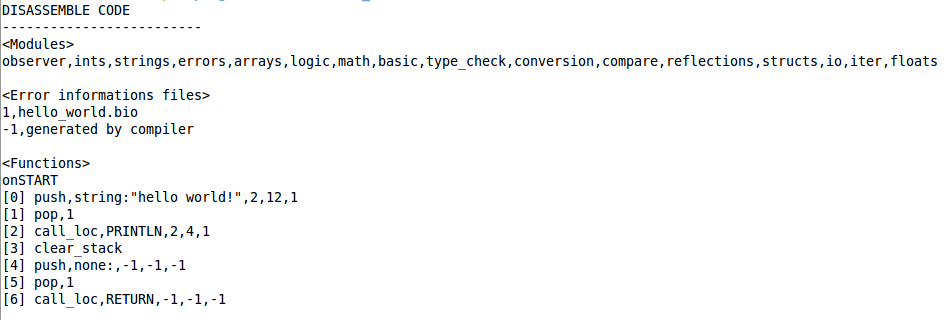 DISASSEMBLE CODE
-------------------------
<Modules>
observer,ints,strings,errors,arrays,logic,math,basic,type_check,conversion,compare,reflections,structs,io,iter,floats
<Error informations files>
1,hello_world.bio
-1,generated by compiler
<Functions>
onSTART
[0] push,string:"hello world!",2,12,1
[1] pop,1
[2] call_loc,PRINTLN,2,4,1
[3] clear_stack
[4] push,none:,-1,-1,-1
[5] pop,1
[6] call_loc,RETURN,-1,-1,-1